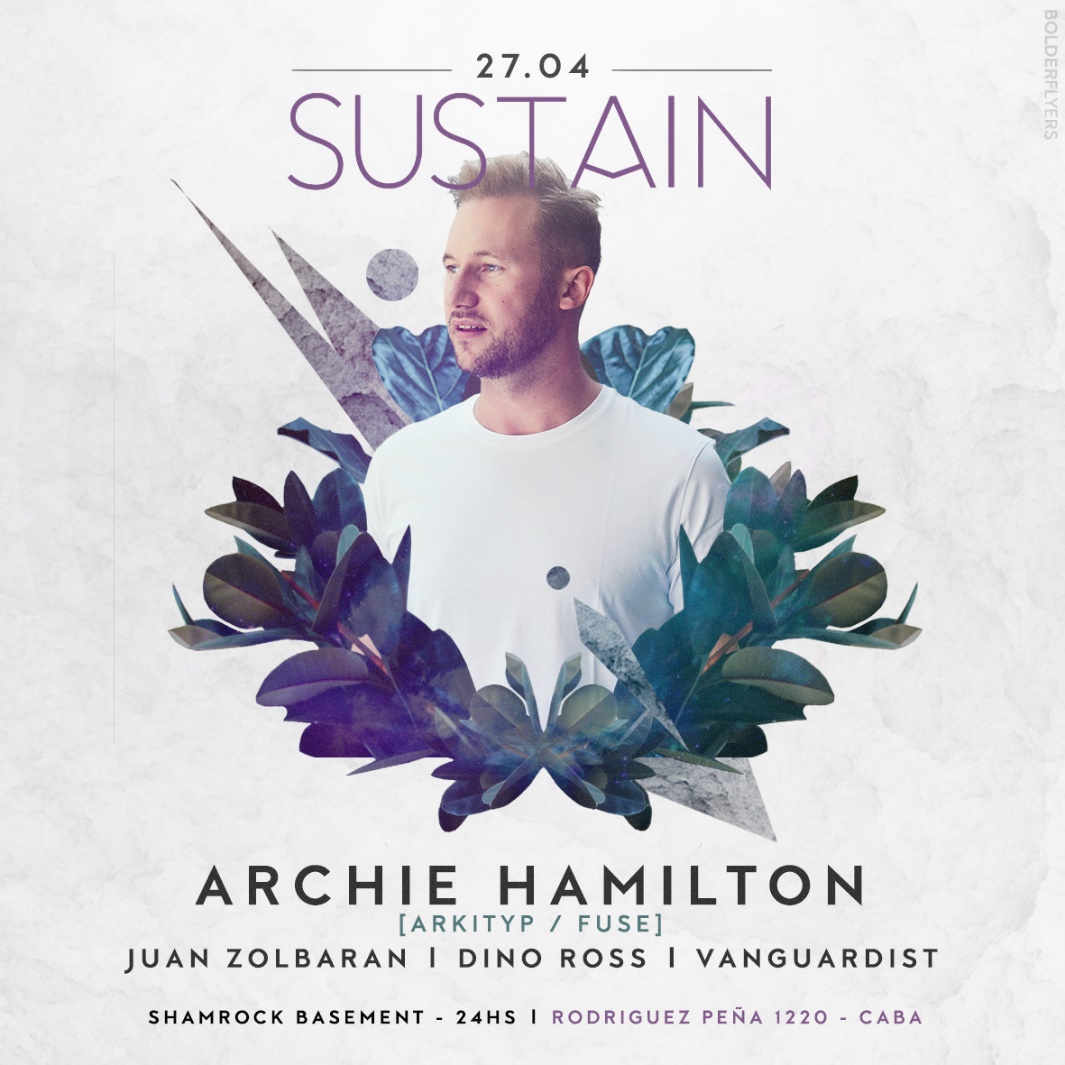 27.04
SUSTAIN
BOLDERFLYERS
ARCHIE HAMILTON
[ARKITYP / FUSE]
JUAN ZOLBARAN | DINO ROSS | VANGUARDIST
SHAMROCK BASEMENT - 24HS | RODRIGUEZ PEÑA 1220 - CABA